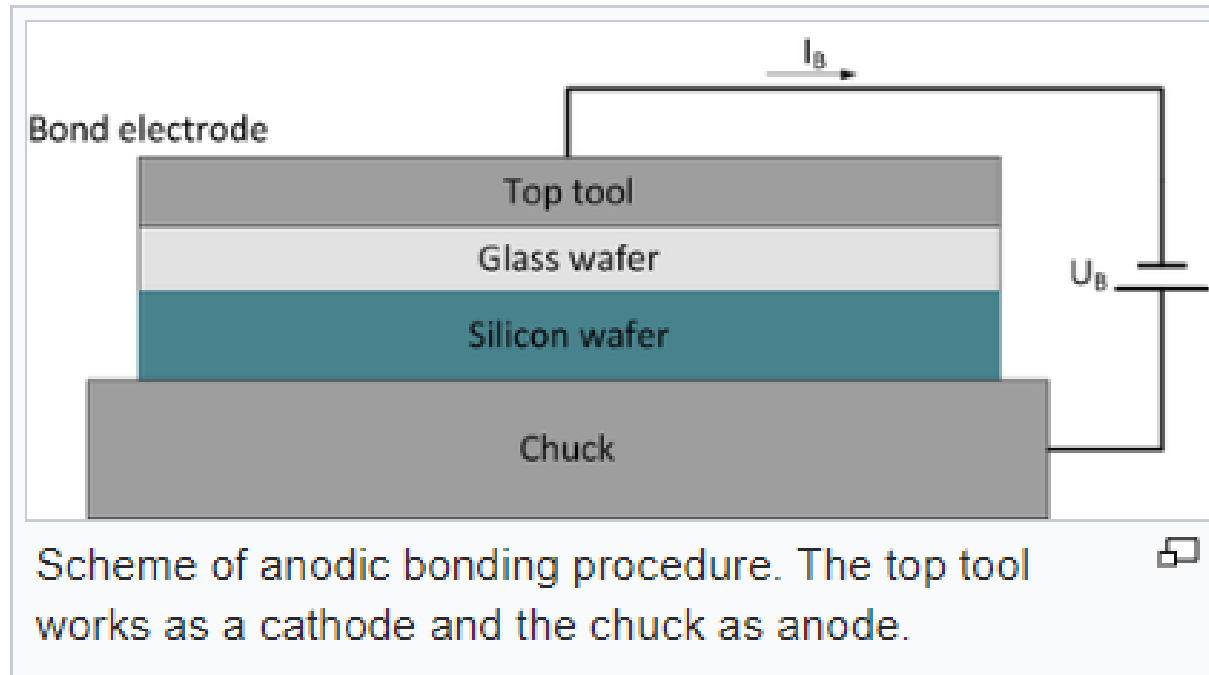 I_B
Bond electrode
Top tool
Glass wafer
U_B
Silicon wafer
Chuck
Scheme of anodic bonding procedure. The top tool
works as a cathode and the chuck as anode.